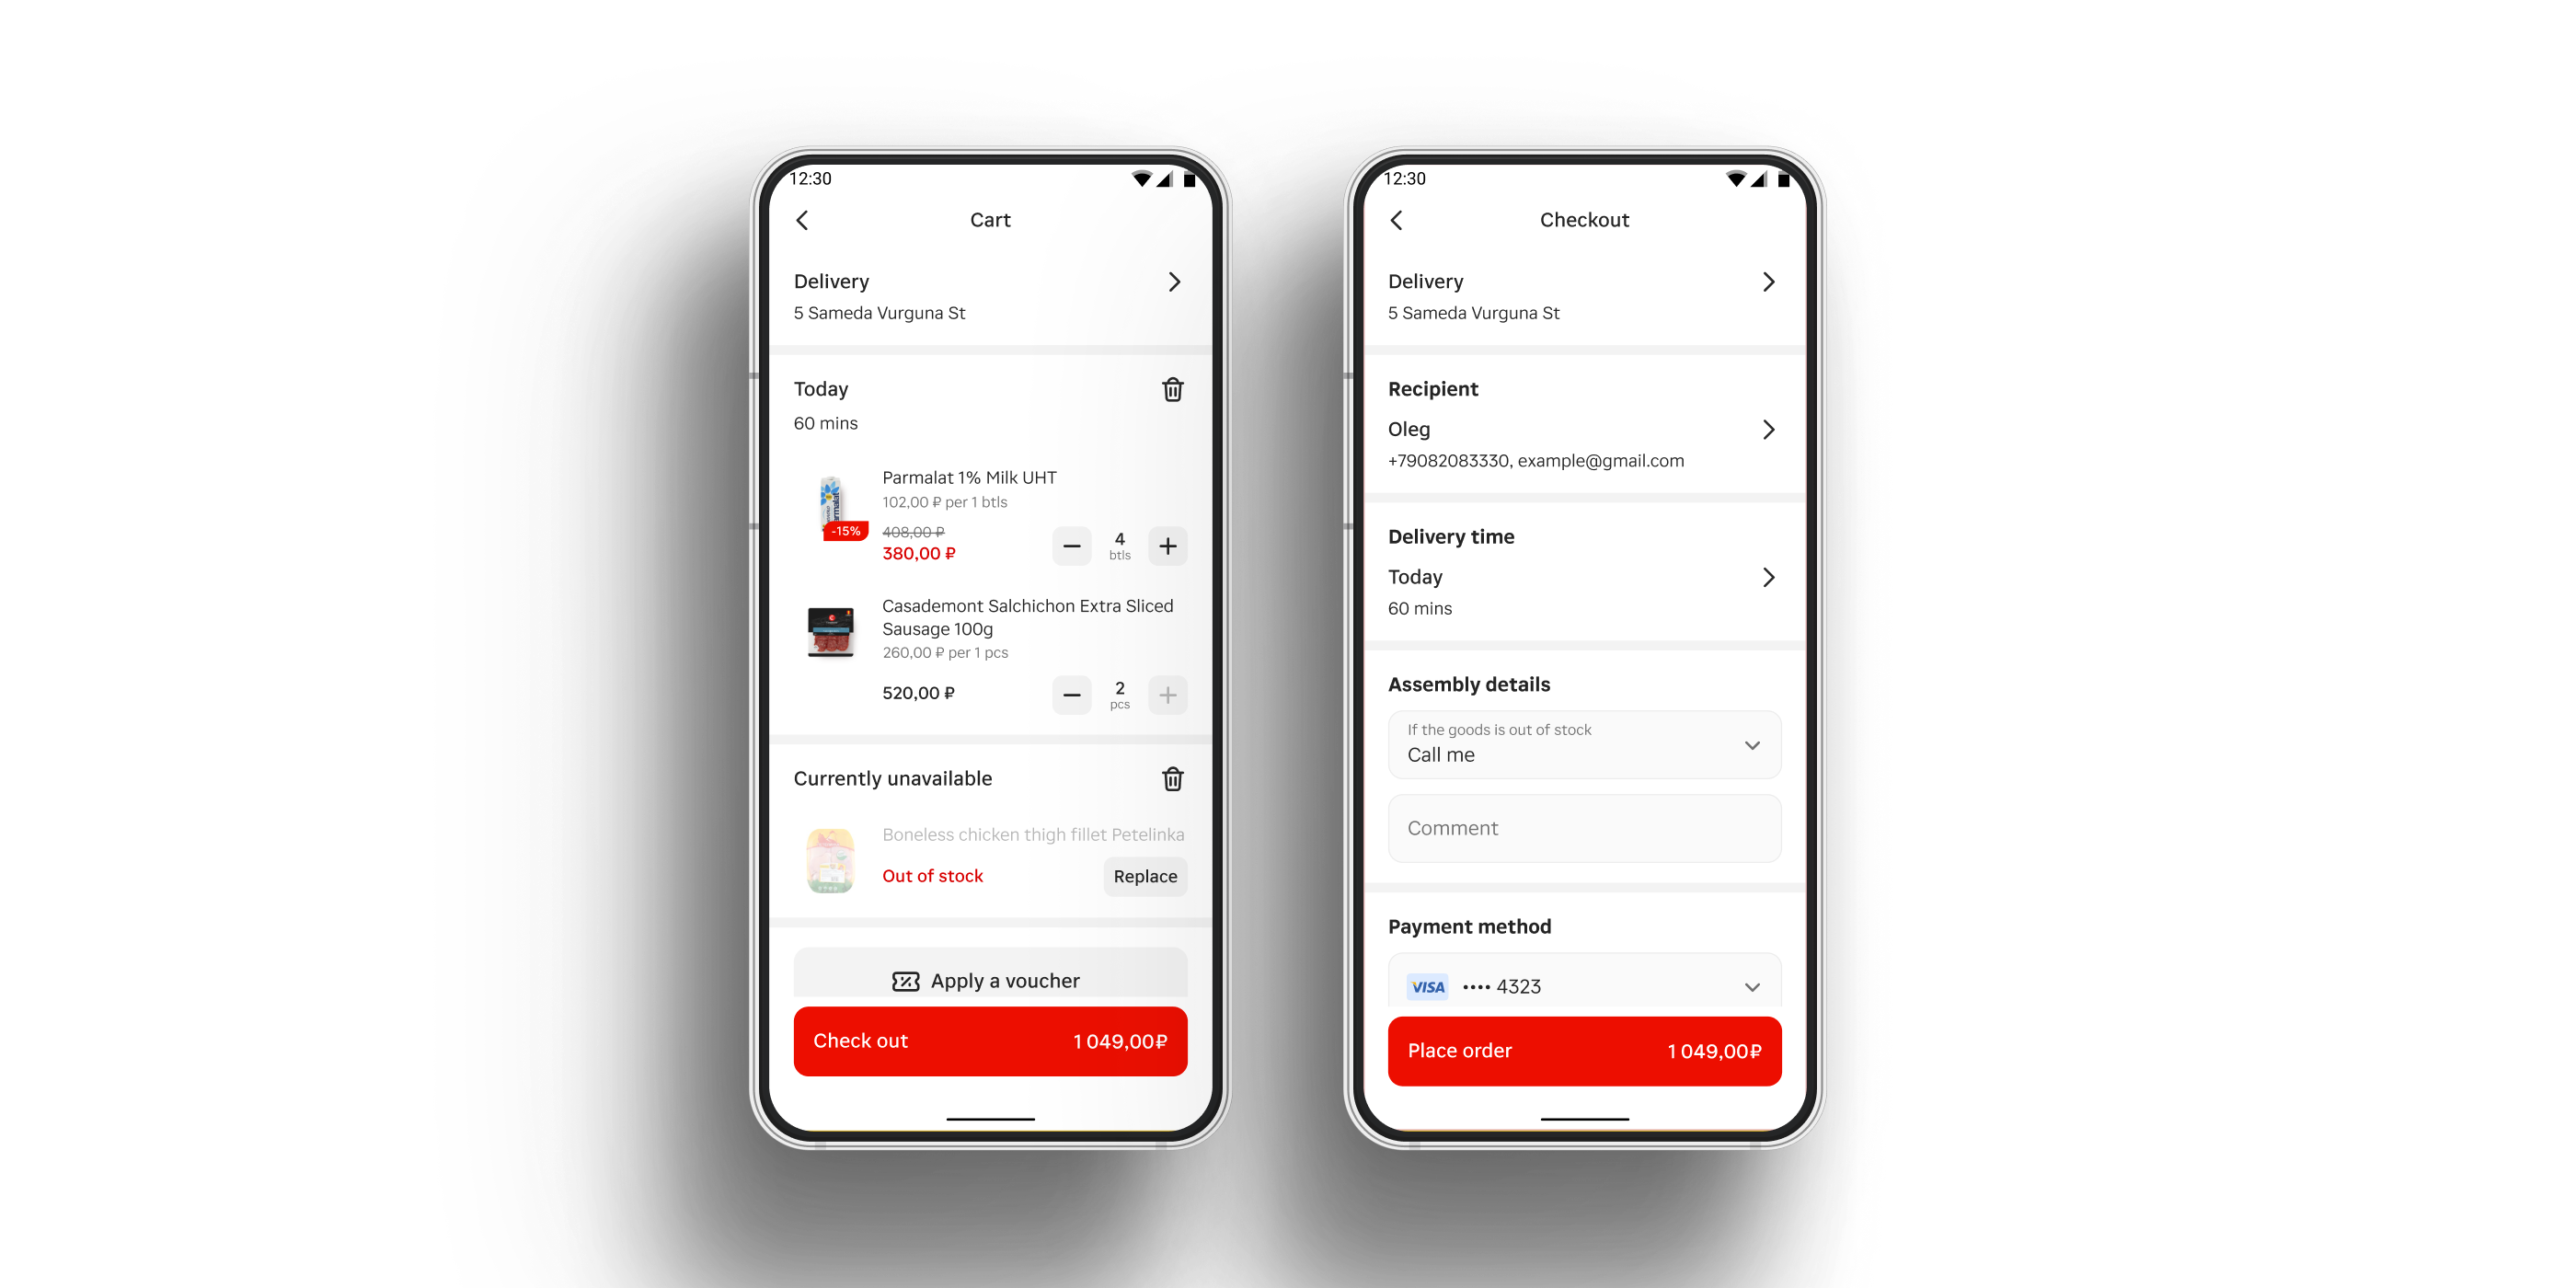 12:30
Cart
Delivery
5 Sameda Vurguna St
Today
60 mins
Parmalat 1% Milk UHT
102,00 ₽ per 1 btls
-15%
408,00 ₽
380,00 ₽
4
btls
Casademont Salchichon Extra Sliced
Sausage 100g
260,00 ₽ per 1 pcs
520,00 ₽
2
pcs
Currently unavailable
Boneless chicken thigh fillet Petelinka
Out of stock
Replace
Apply a voucher
Check out
1 049,00₽
12:30
Checkout
Delivery
5 Sameda Vurguna St
Recipient
Oleg
+79082083330, example@gmail.com
Delivery time
Today
60 mins
Assembly details
If the goods is out of stock
Call me
Comment
Payment method
VISA •••• 4323
Place order
1 049,00₽